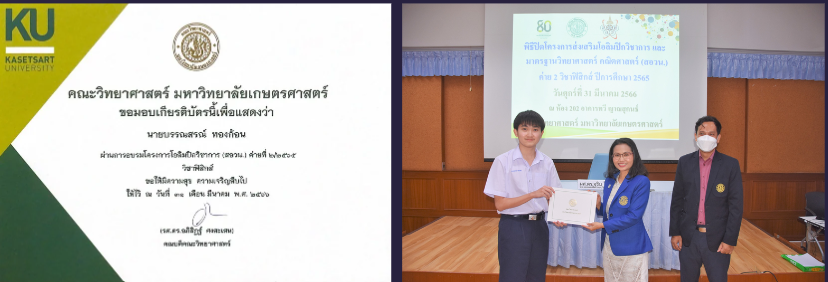 KU
KASETSART
UNIVERSITY
คณะวิทยาศาสตร์ มหาวิทยาลัยเกษตรศาสตร์
ขอมอบเกียรติบัตรนี้เพื่อแสดงว่า
นายบรรณสรณ์ ทองก้อน
ผ่านการอบรมโครงการโอลิมปิกวิชาการ (สอวน.) ค่ายที่ ๒/๒๕๖๕
วิชาฟิสิกส์
ขอให้มีความสุข ความเจริญสืบไป
ให้ไว้ ณ วันที่ ๓๑ เดือน มีนาคม พ.ศ. ๒๕๖๖
คณบดีคณะวิทยาศาสตร์
80
พิธีปิดโครงการส่งเสริมโอลิมปิกวิชาการ และ
มาตรฐานวิทยาศาสตร์ คณิตศาสตร์ (สอวน.)
ค่าย 2 วิชาฟิสิกส์ ปีการศึกษา 2565
วันศุกร์ที่ 31 มีนาคม 2566
ณ ห้อง 202
วิทยาศาสตร์ มหาวิทยาลัยเกษตรศาสตร์